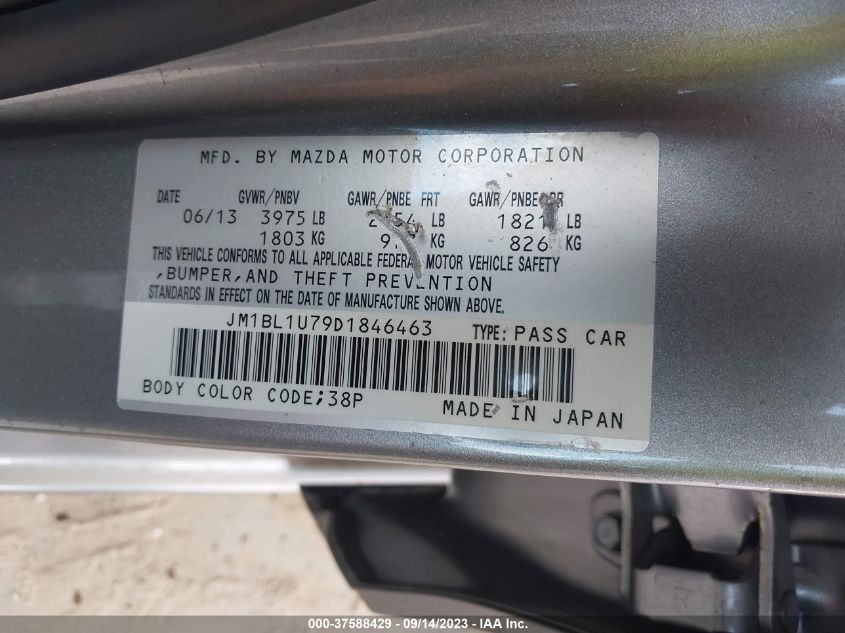 MFD. BY MAZDA MOTOR CORPORATION
DATE GVWR/PNBV GAWR/PNBE FRT GAWR/PNBE RR
06/13 3975 LB LB LB
1803 KG KG 826 KG
THIS VEHICLE CONFORMS TO ALL APPLICABLE FEDERAL MOTOR VEHICLE SAFETY
,BUMPER,AND THEFT PREVENTION
STANDARDS IN EFFECT ON THE DATE OF MANUFACTURE SHOWN ABOVE.
JM1BL1U79D1846463 TYPE: PASS CAR
BODY COLOR CODE;38P MADE IN JAPAN
R
000-37588429 - 09/14/2023 - IAA Inc.